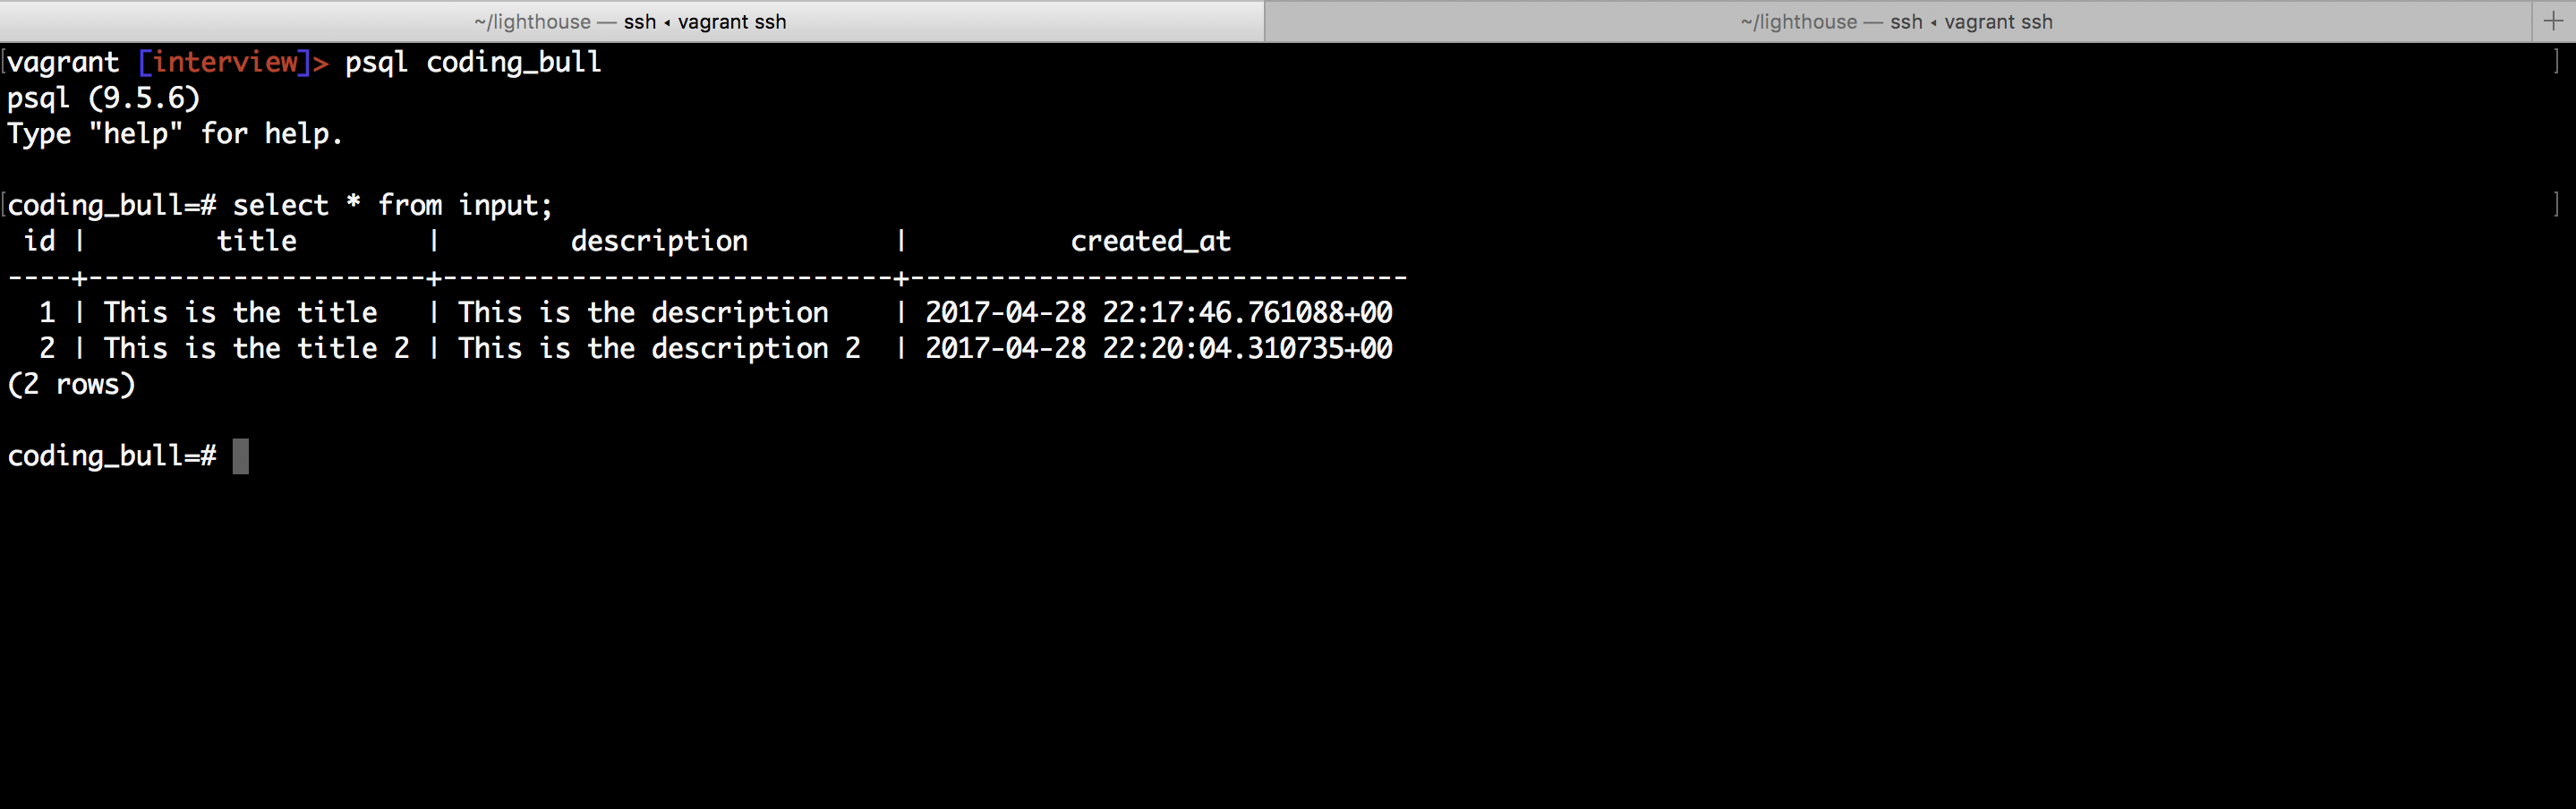 ~/lighthouse — ssh ◂ vagrant ssh
~/lighthouse — ssh ◂ vagrant ssh
+
[vagrant [interview]> psql coding_bull ]
psql (9.5.6)
Type "help" for help.
[coding_bull=# select * from input; ]
 id |        title        |        description         |          created_at
----+---------------------+----------------------------+-------------------------------
  1 | This is the title   | This is the description    | 2017-04-28 22:17:46.761088+00
  2 | This is the title 2 | This is the description 2  | 2017-04-28 22:20:04.310735+00
(2 rows)
coding_bull=#